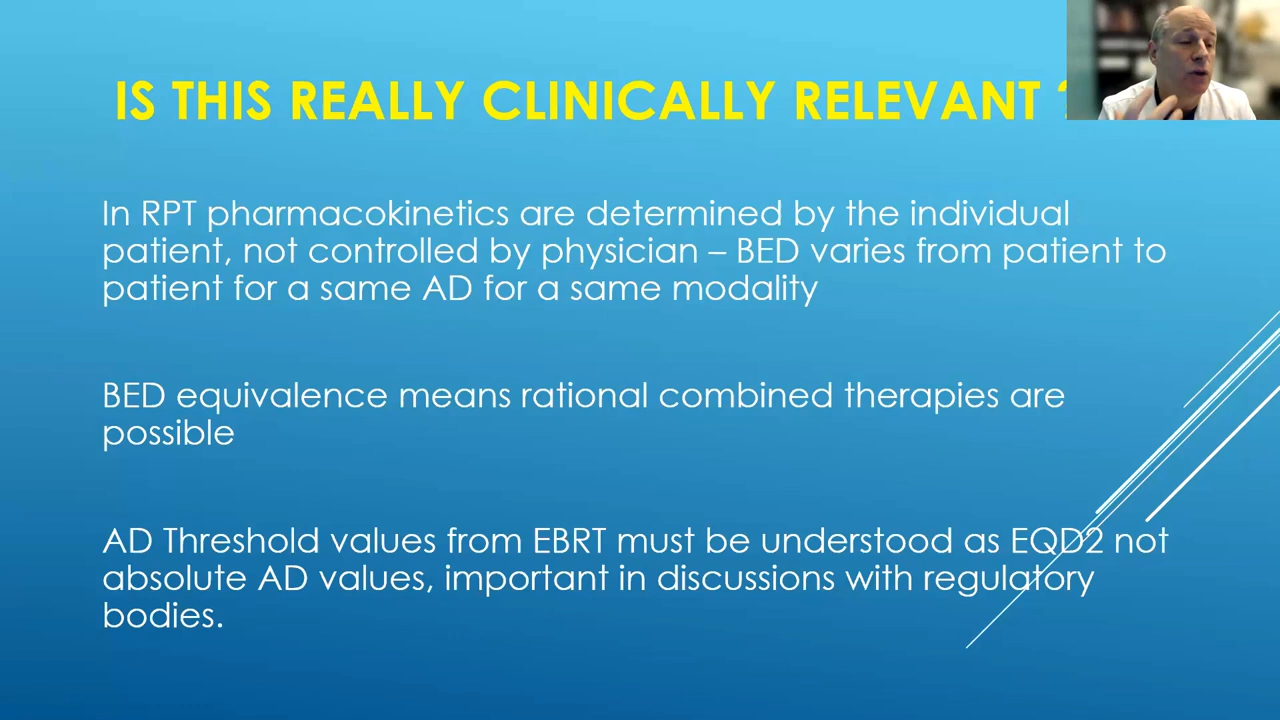 IS THIS REALLY CLINICALLY RELEVANT ?
In RPT pharmacokinetics are determined by the individual
patient, not controlled by physician – BED varies from patient to
patient for a same AD for a same modality
BED equivalence means rational combined therapies are
possible
AD Threshold values from EBRT must be understood as EQD2 not
absolute AD values, important in discussions with regulatory
bodies.